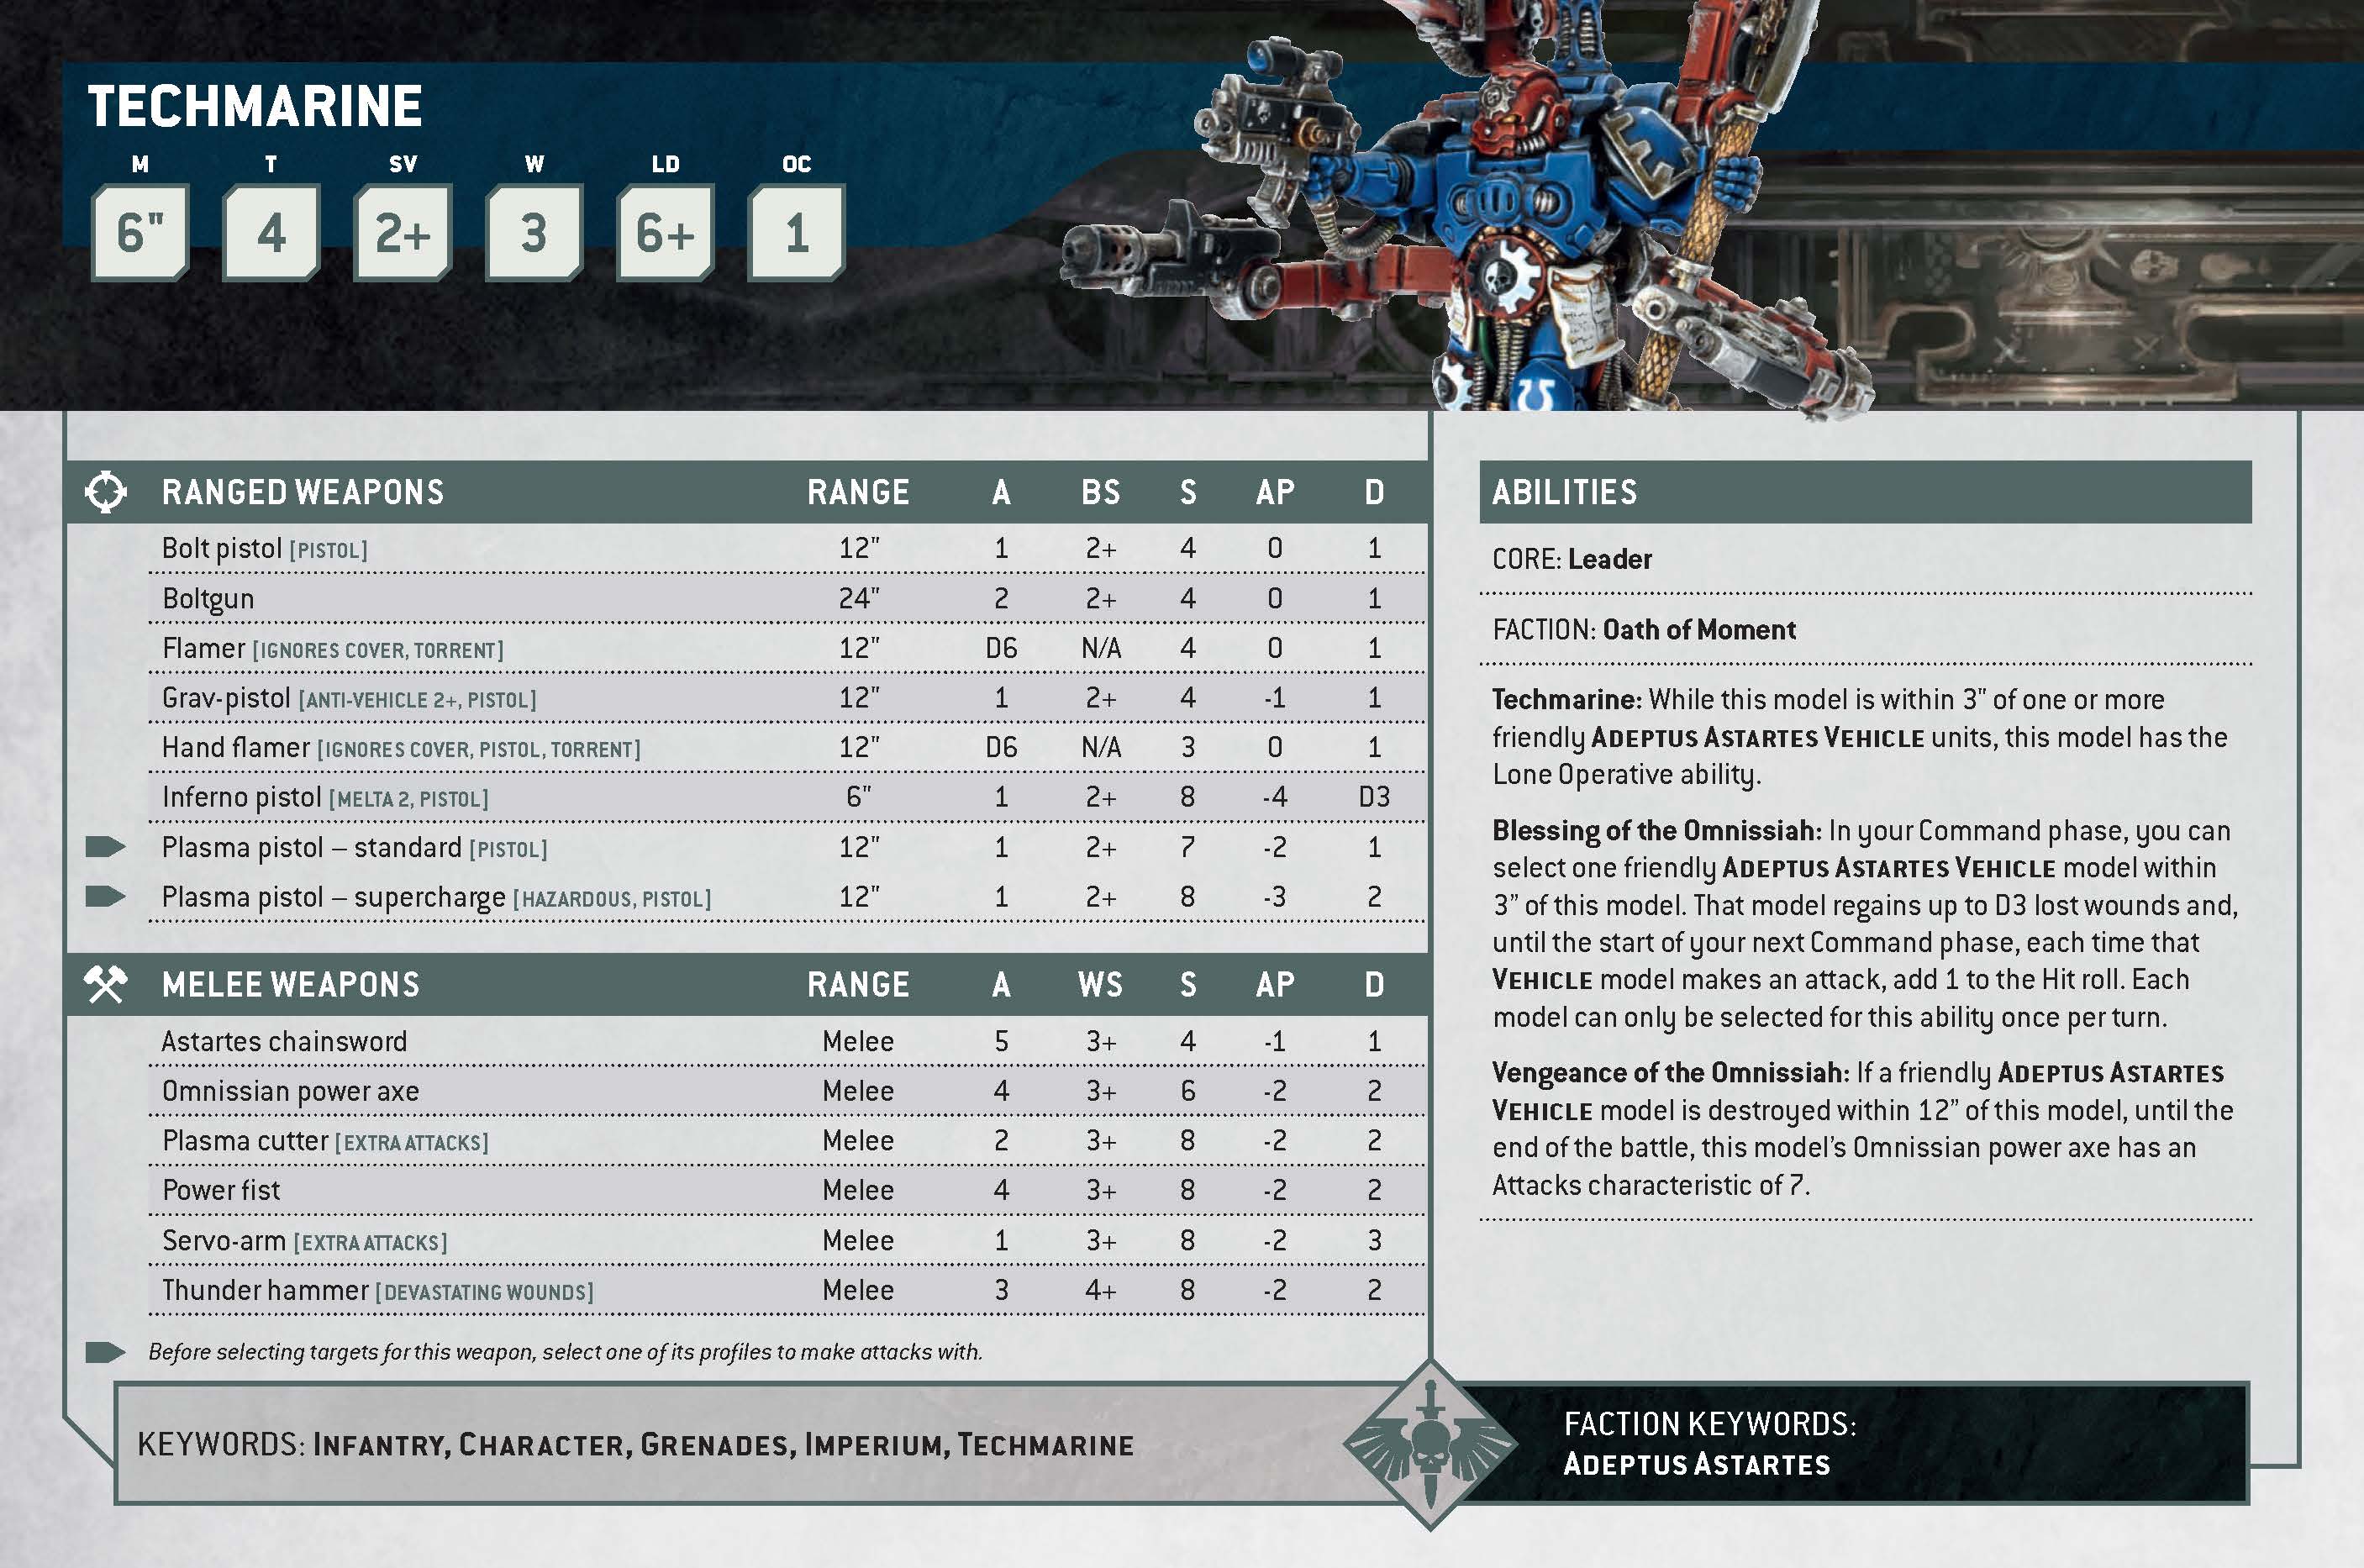 TECHMARINE
M T SV W LD OC
6" 4 2+ 3 6+ 1
RANGED WEAPONS RANGE A BS S AP D
Bolt pistol [PISTOL] 12" 1 2+ 4 0 1
Boltgun 24" 2 2+ 4 0 1
Flamer [IGNORES COVER, TORRENT] 12" D6 N/A 4 0 1
Grav-pistol [ANTI-VEHICLE 2+, PISTOL] 12" 1 2+ 4 -1 1
Hand flamer [IGNORES COVER, PISTOL, TORRENT] 12" D6 N/A 3 0 1
Inferno pistol [MELTA 2, PISTOL] 6" 1 2+ 8 -4 D3
Plasma pistol – standard [PISTOL] 12" 1 2+ 7 -2 1
Plasma pistol – supercharge [HAZARDOUS, PISTOL] 12" 1 2+ 8 -3 2
MELEE WEAPONS RANGE A WS S AP D
Astartes chainsword Melee 5 3+ 4 -1 1
Omnissian power axe Melee 4 3+ 6 -2 2
Plasma cutter [EXTRA ATTACKS] Melee 2 3+ 8 -2 2
Power fist Melee 4 3+ 8 -2 2
Servo-arm [EXTRA ATTACKS] Melee 1 3+ 8 -2 3
Thunder hammer [DEVASTATING WOUNDS] Melee 3 4+ 8 -2 2
Before selecting targets for this weapon, select one of its profiles to make attacks with.
ABILITIES
CORE: Leader
FACTION: Oath of Moment
Techmarine: While this model is within 3" of one or more
friendly ADEPTUS ASTARTES VEHICLE units, this model has the
Lone Operative ability.
Blessing of the Omnissiah: In your Command phase, you can
select one friendly ADEPTUS ASTARTES VEHICLE model within
3” of this model. That model regains up to D3 lost wounds and,
until the start of your next Command phase, each time that
VEHICLE model makes an attack, add 1 to the Hit roll. Each
model can only be selected for this ability once per turn.
Vengeance of the Omnissiah: If a friendly ADEPTUS ASTARTES
VEHICLE model is destroyed within 12” of this model, until the
end of the battle, this model’s Omnissian power axe has an
Attacks characteristic of 7.
KEYWORDS: INFANTRY, CHARACTER, GRENADES, IMPERIUM, TECHMARINE
FACTION KEYWORDS:
ADEPTUS ASTARTES